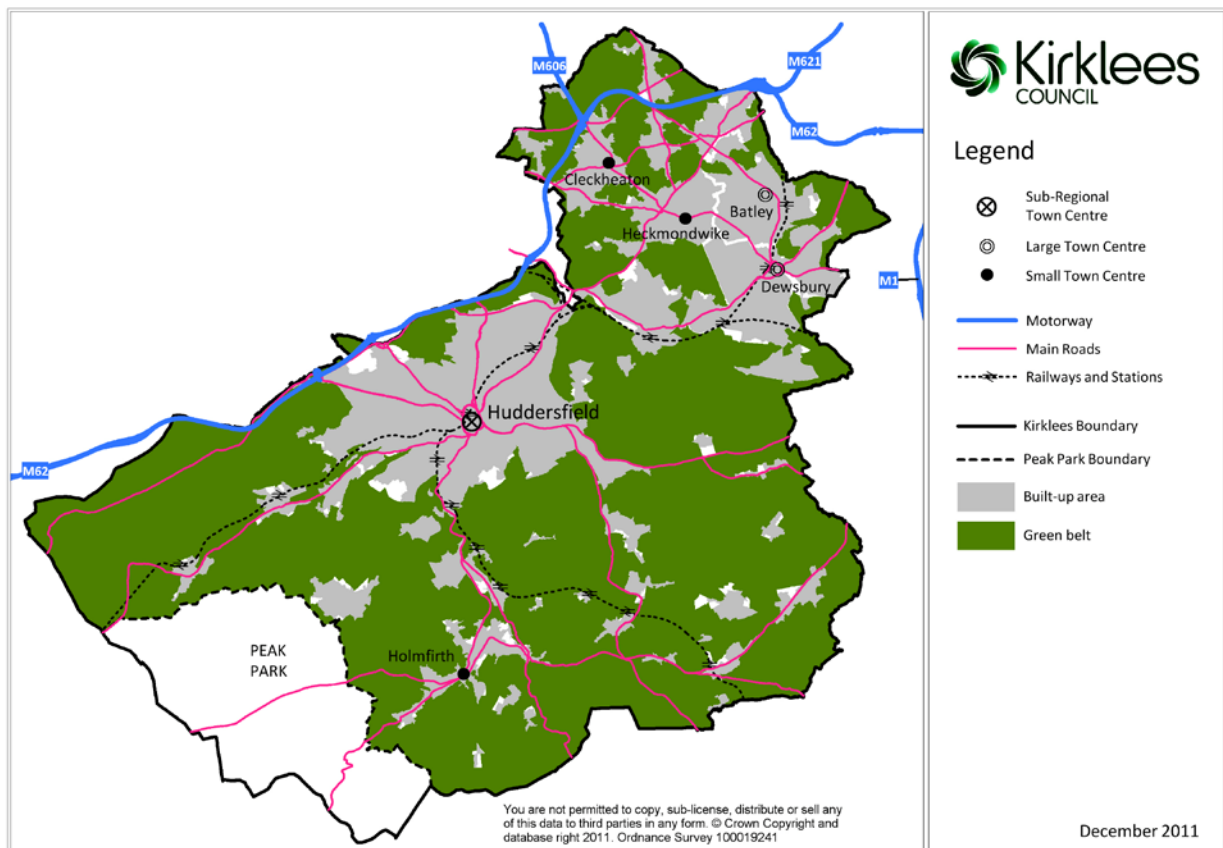 M606
M621
M62
Cleckheaton
Batley
Heckmondwike
Dewsbury
M1
Huddersfield
M62
PEAK
PARK
Holmfirth
You are not permitted to copy, sub-license, distribute or sell any
of this data to third parties in any form. © Crown Copyright and
database right 2011. Ordnance Survey 100019241
Kirklees
COUNCIL
Legend
Sub-Regional
Town Centre
Large Town Centre
Small Town Centre
Motorway
Main Roads
Railways and Stations
Kirklees Boundary
Peak Park Boundary
Built-up area
Green belt
December 2011